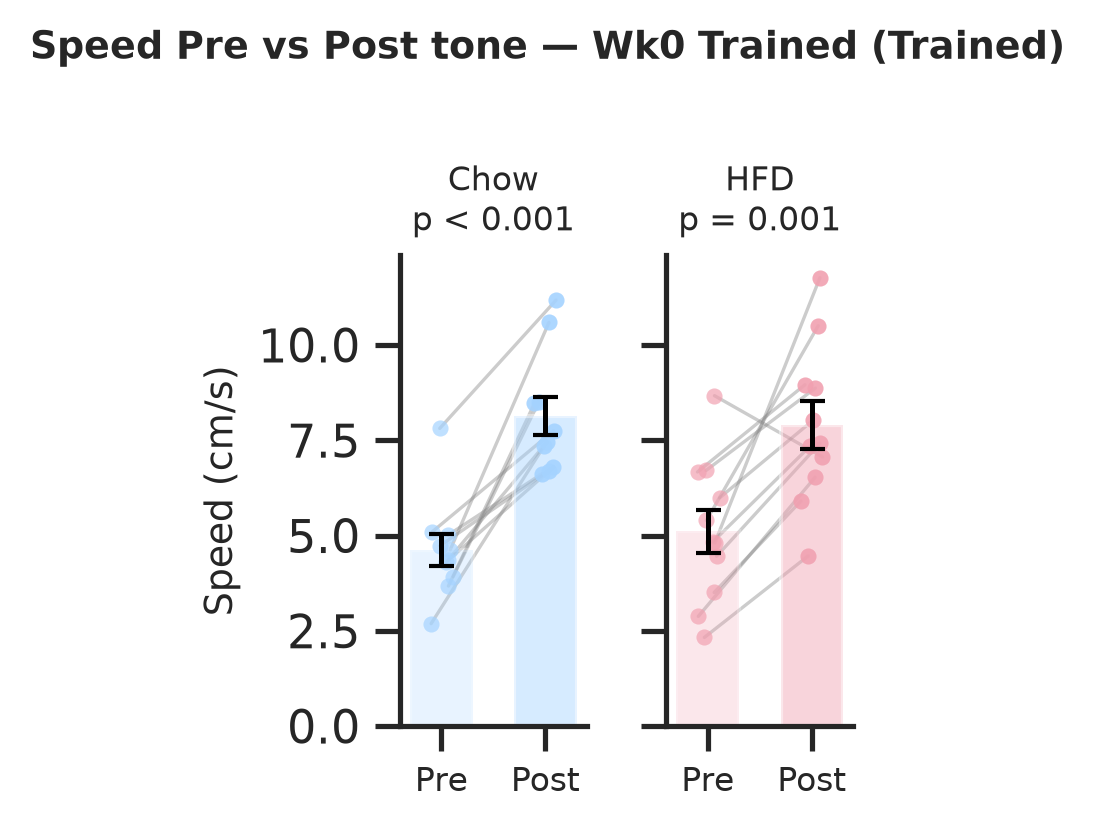 Speed Pre vs Post tone — Wk0 Trained (Trained)
Chow
p < 0.001
HFD
p = 0.001
Speed (cm/s)
10.0
7.5
5.0
2.5
0.0
Pre
Post
Pre
Post